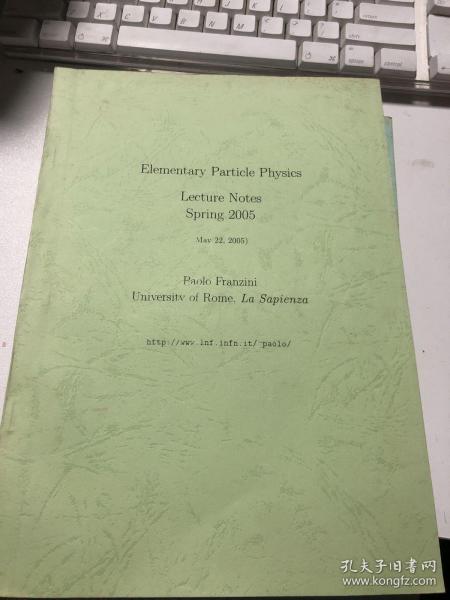 Elementary Particle Physics
Lecture Notes
Spring 2005
May 22, 2005)
Paolo Franzini
University of Rome, La Sapienza
http://www.lnf.infn.it/~paolo/
孔夫子旧书网
www.kongfz.com